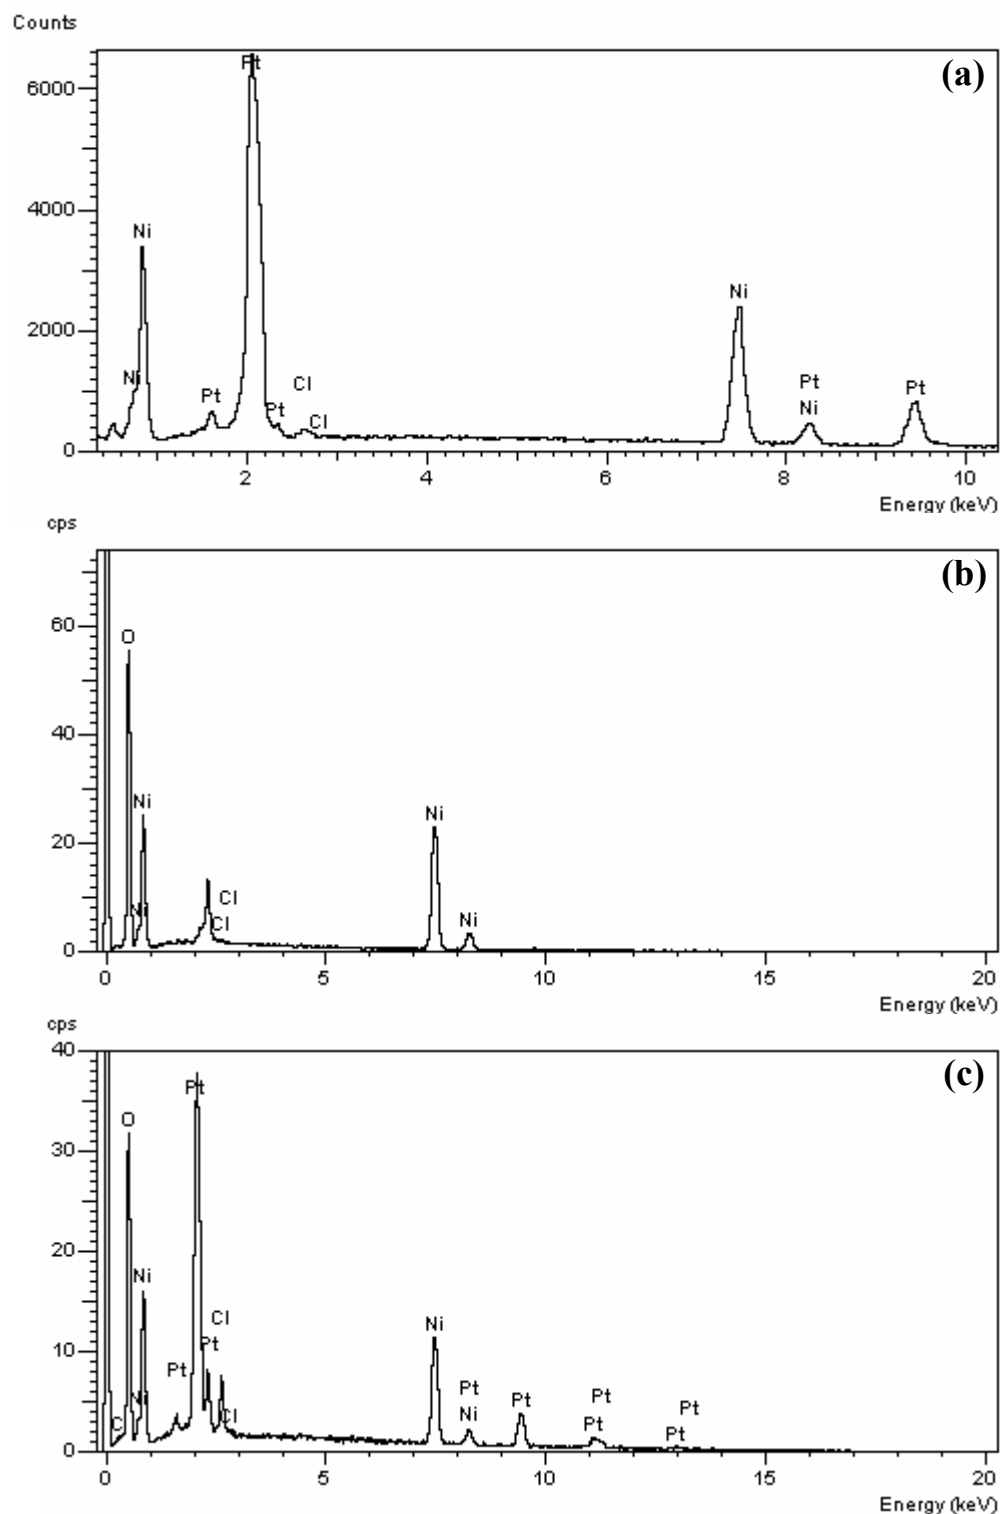 Counts
(a)
Pt
6000
4000
Ni
2000
Ni
Ni
Pt
Pt
Cl
Cl
Pt
Ni
Pt
0
2 4 6 8 10
Energy (keV)
cps
(b)
60
O
40
Ni
Ni
20
Ni
Cl
Cl
Ni
0
0 5 10 15 20
Energy (keV)
cps
40
(c)
Pt
O
30
20
Ni
Cl
Pt
10
Pt
Ni
Cl
Ni
Pt
Ni
Pt
Pt
Pt
Pt
Pt
0
0 5 10 15 20
Energy (keV)